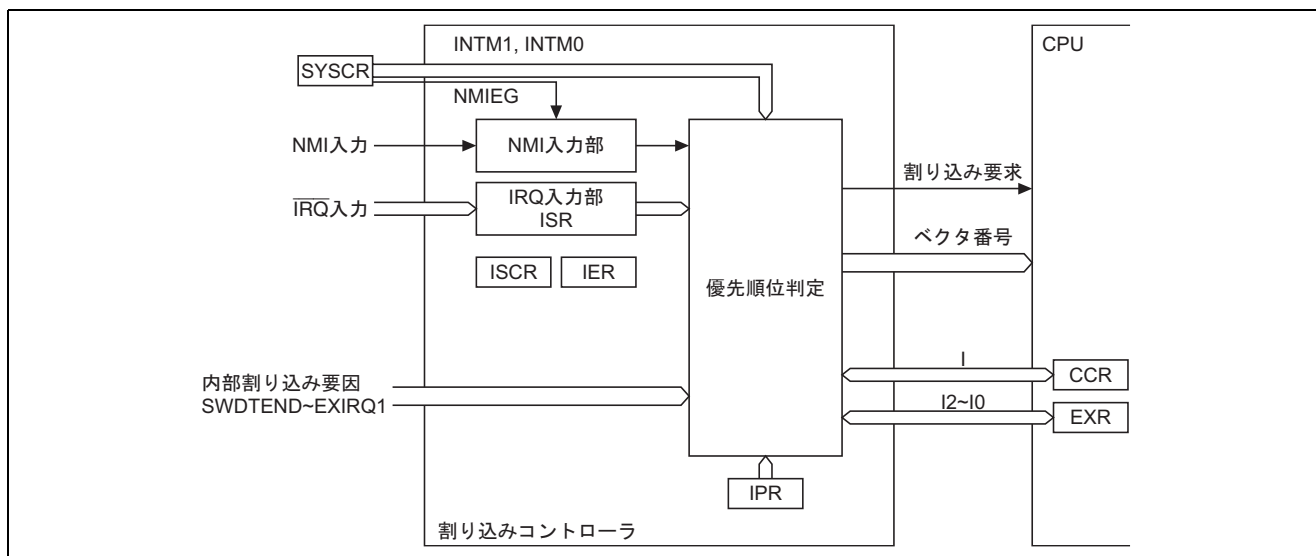 INTM1, INTM0
CPU
SYSCR
NMIEG
NMI入力
NMI入力部
割り込み要求
IRQ入力
IRQ入力部
ISR
ベクタ番号
ISCR
IER
優先順位判定
I
CCR
内部割り込み要因
SWDTEND~EXIRQ1
I2~I0
EXR
IPR
割り込みコントローラ